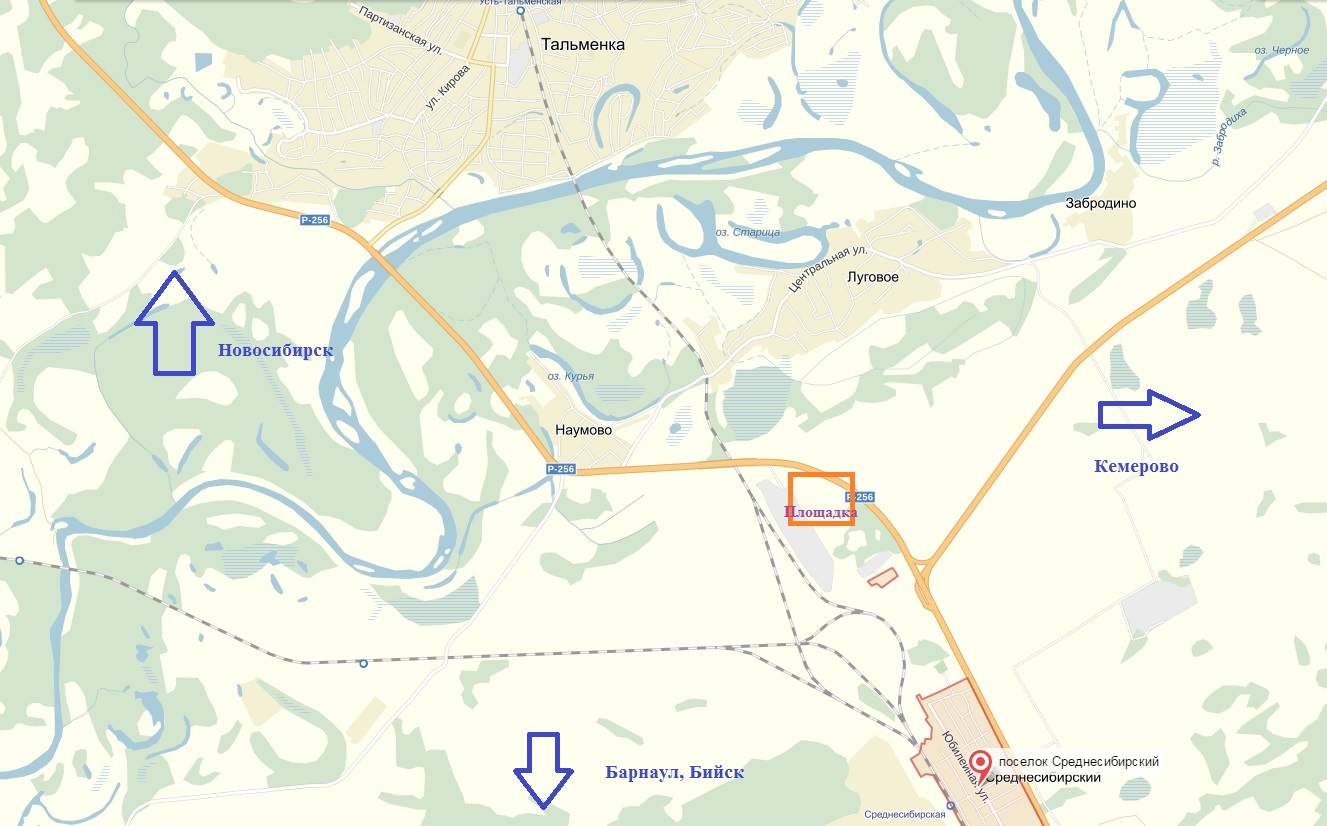 Усть-Тальменская
Партизанская ул.
Тальменка
оз. Черное
ул. Кирова
р. Забродиха
Забродино
Р-256
оз. Старица
Центральная ул.
Луговое
Новосибирск
оз. Курья
Наумово
Кемерово
Р-256
Р-256
Площадка
Юбилейная ул.
поселок Среднесибирский
Среднесибирский
Барнаул, Бийск
Среднесибирская